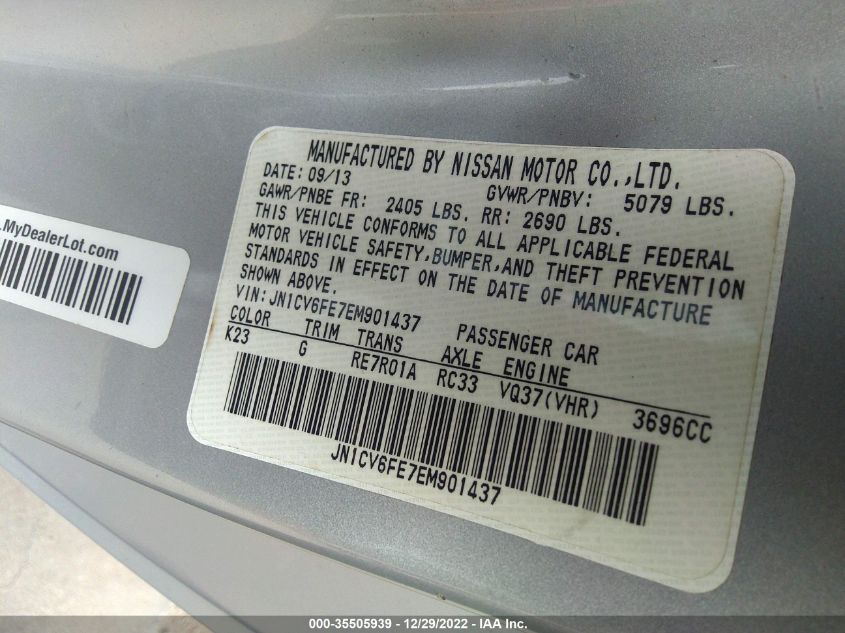 MANUFACTURED BY NISSAN MOTOR CO.,LTD.
DATE: 09/13 GVWR/PNBV: 5079 LBS.
GAWR/PNBE FR: 2405 LBS. RR: 2690 LBS.
THIS VEHICLE CONFORMS TO ALL APPLICABLE FEDERAL
MOTOR VEHICLE SAFETY,BUMPER,AND THEFT PREVENTION
STANDARDS IN EFFECT ON THE DATE OF MANUFACTURE
SHOWN ABOVE.
VIN:JN1CV6FE7EM901437 PASSENGER CAR
COLOR TRIM TRANS AXLE ENGINE
K23 G RE7R01A RC33 VQ37(VHR) 3696CC
JN1CV6FE7EM901437
.MyDealerLot.com
000-35505939 - 12/29/2022 - IAA Inc.